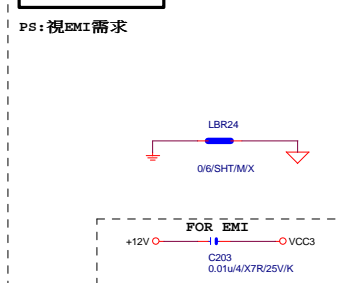 PS:視EMI需求
LBR24
0/6/SHT/M/X
FOR EMI
+12V
VCC3
C203
0.01u/4/X7R/25V/K